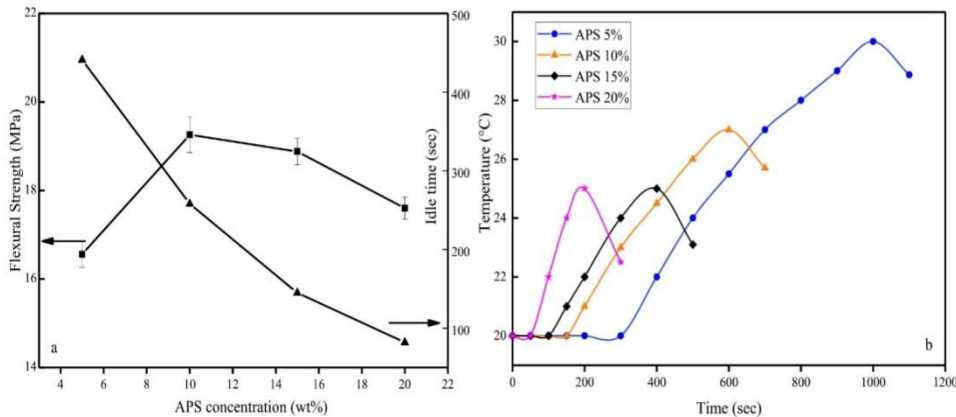 22
20
18
16
14
Flexural Strength (MPa)
4 6 8 10 12 14 16 18 20 22
APS concentration (wt%)
500
400
300
200
100
Idle time (sec)
a
30
28
26
24
22
20
Temperature (°C)
APS 5%
APS 10%
APS 15%
APS 20%
b
0 200 400 600 800 1000 1200
Time (sec)